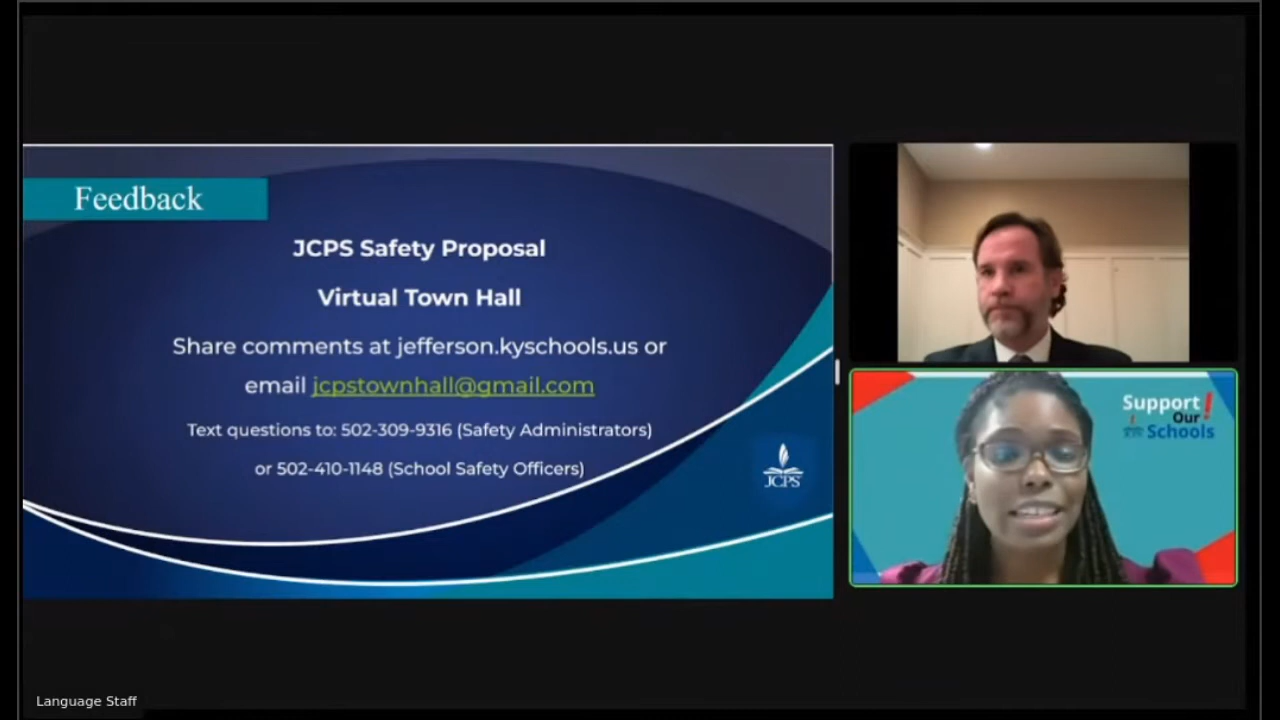 Feedback
JCPS Safety Proposal
Virtual Town Hall
Share comments at jefferson.kyschools.us or
email jcpstownhall@gmail.com
Text questions to: 502-309-9316 (Safety Administrators)
or 502-410-1148 (School Safety Officers)
JCPS
Support
Our
Schools
Language Staff